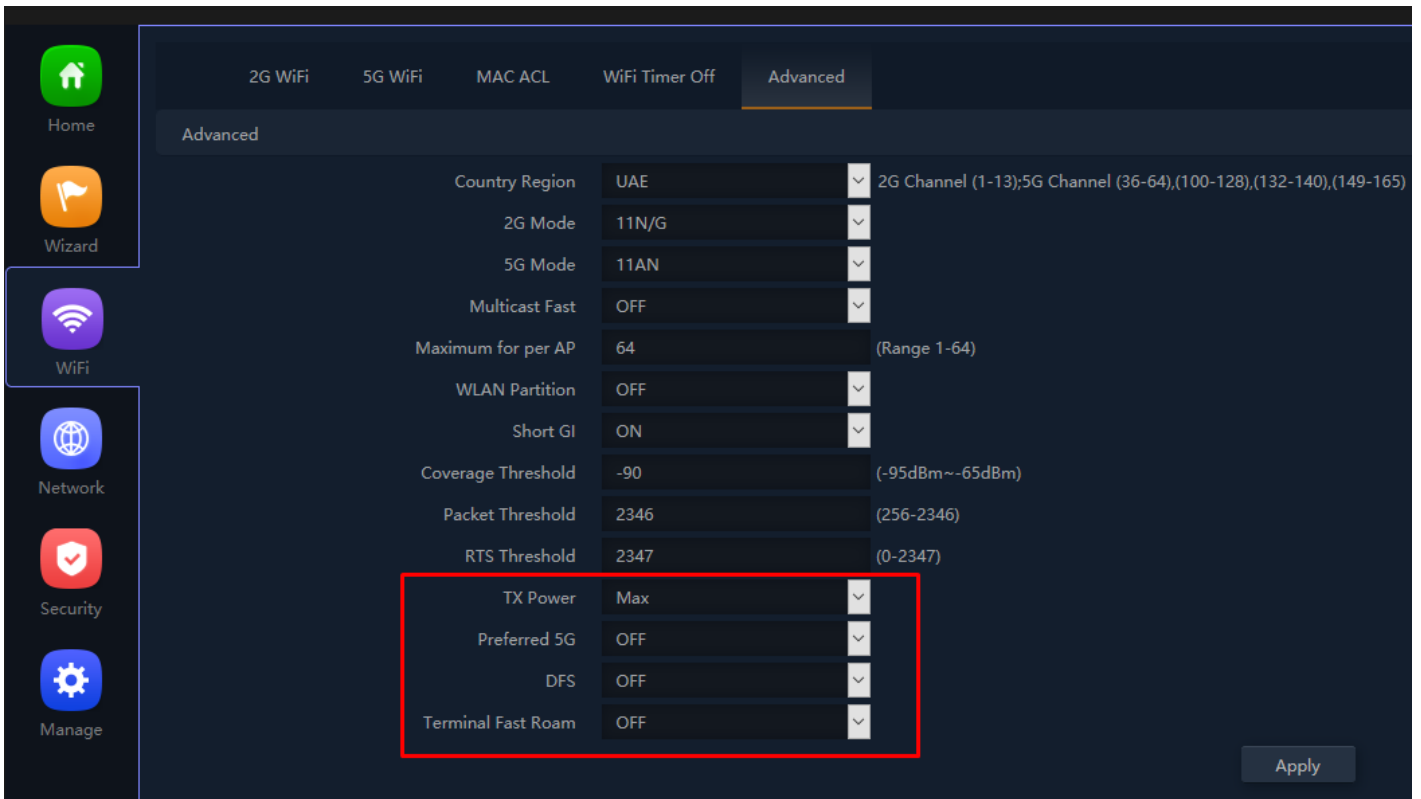 Home
Wizard
WiFi
Network
Security
Manage
2G WiFi 5G WiFi MAC ACL WiFi Timer Off Advanced
Advanced
Country Region UAE 2G Channel (1-13);5G Channel (36-64),(100-128),(132-140),(149-165)
2G Mode 11N/G
5G Mode 11AN
Multicast Fast OFF
Maximum for per AP 64 (Range 1-64)
WLAN Partition OFF
Short GI ON
Coverage Threshold -90 (-95dBm~-65dBm)
Packet Threshold 2346 (256-2346)
RTS Threshold 2347 (0-2347)
TX Power Max
Preferred 5G OFF
DFS OFF
Terminal Fast Roam OFF
Apply